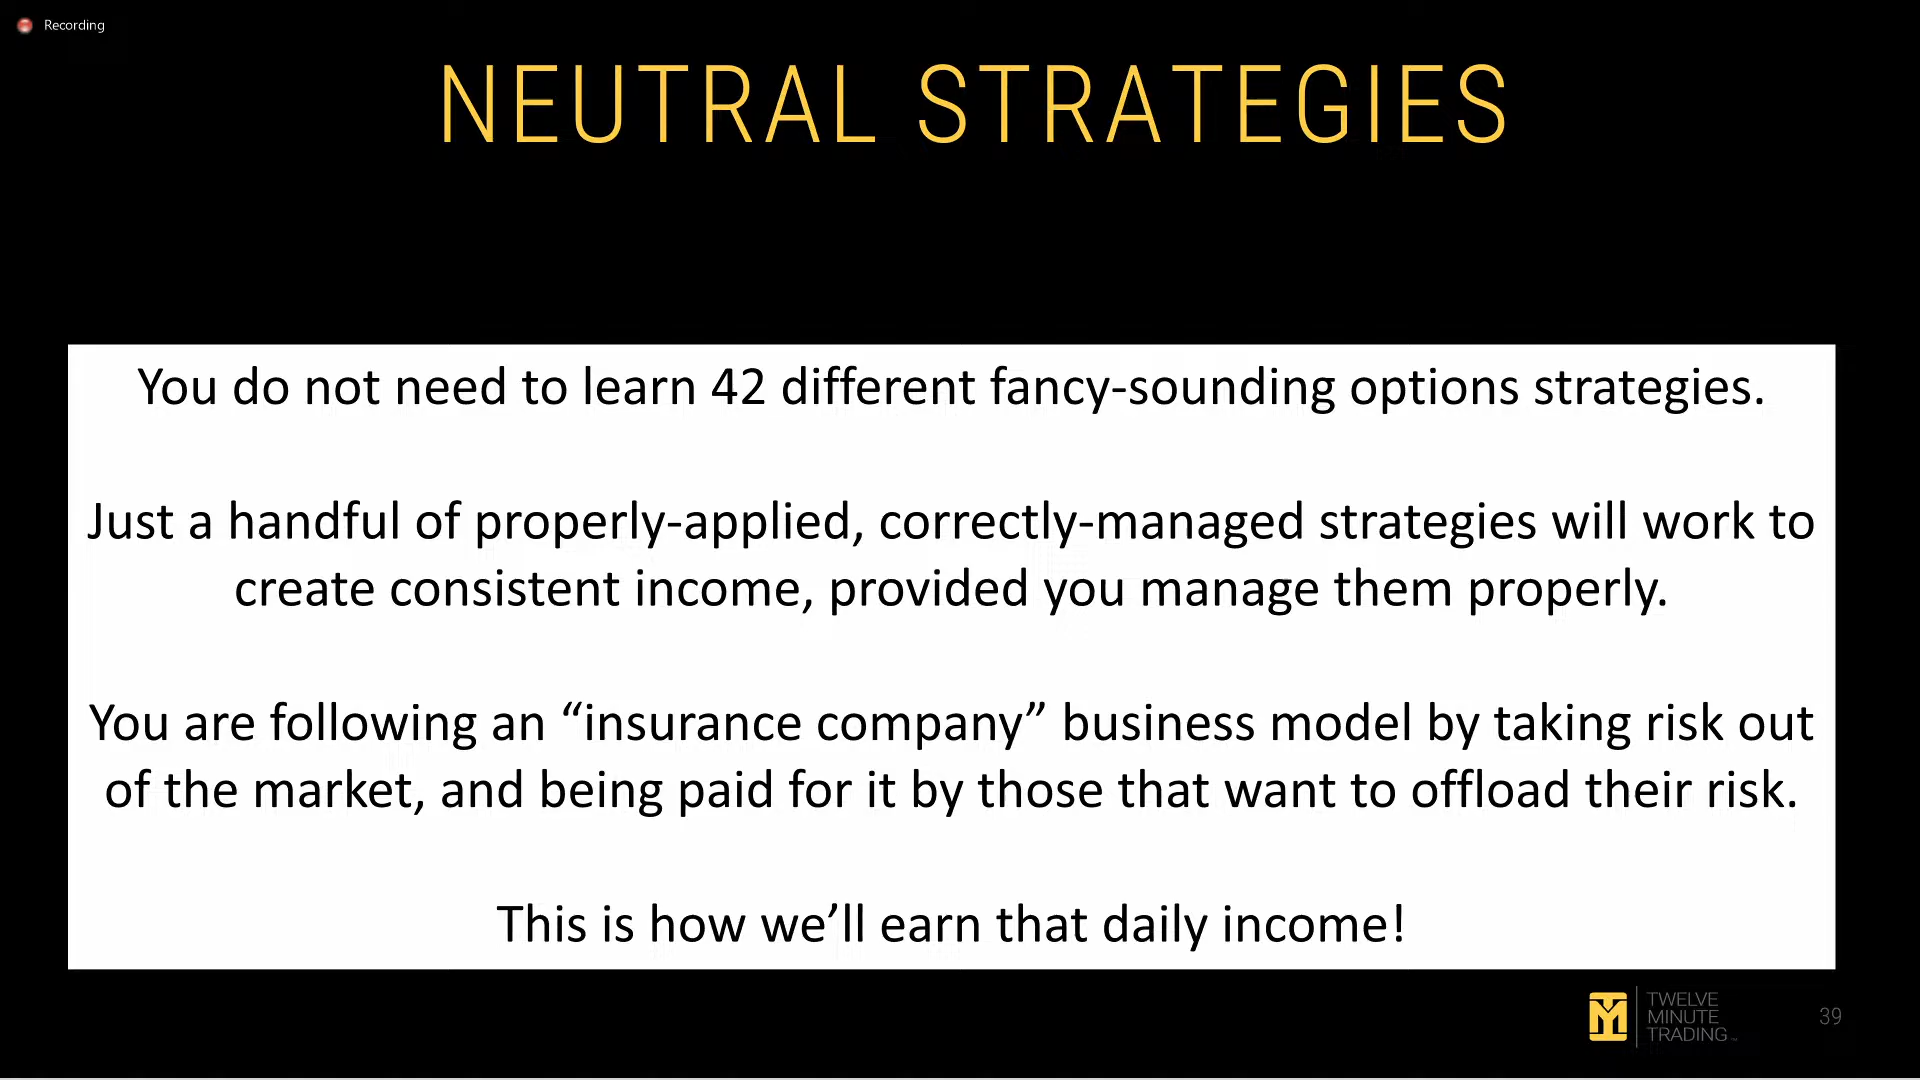 Recording
NEUTRAL STRATEGIES
You do not need to learn 42 different fancy-sounding options strategies.
Just a handful of properly-applied, correctly-managed strategies will work to
create consistent income, provided you manage them properly.
You are following an “insurance company” business model by taking risk out
of the market, and being paid for it by those that want to offload their risk.
This is how we’ll earn that daily income!
TWELVE
MINUTE
TRADING™
39